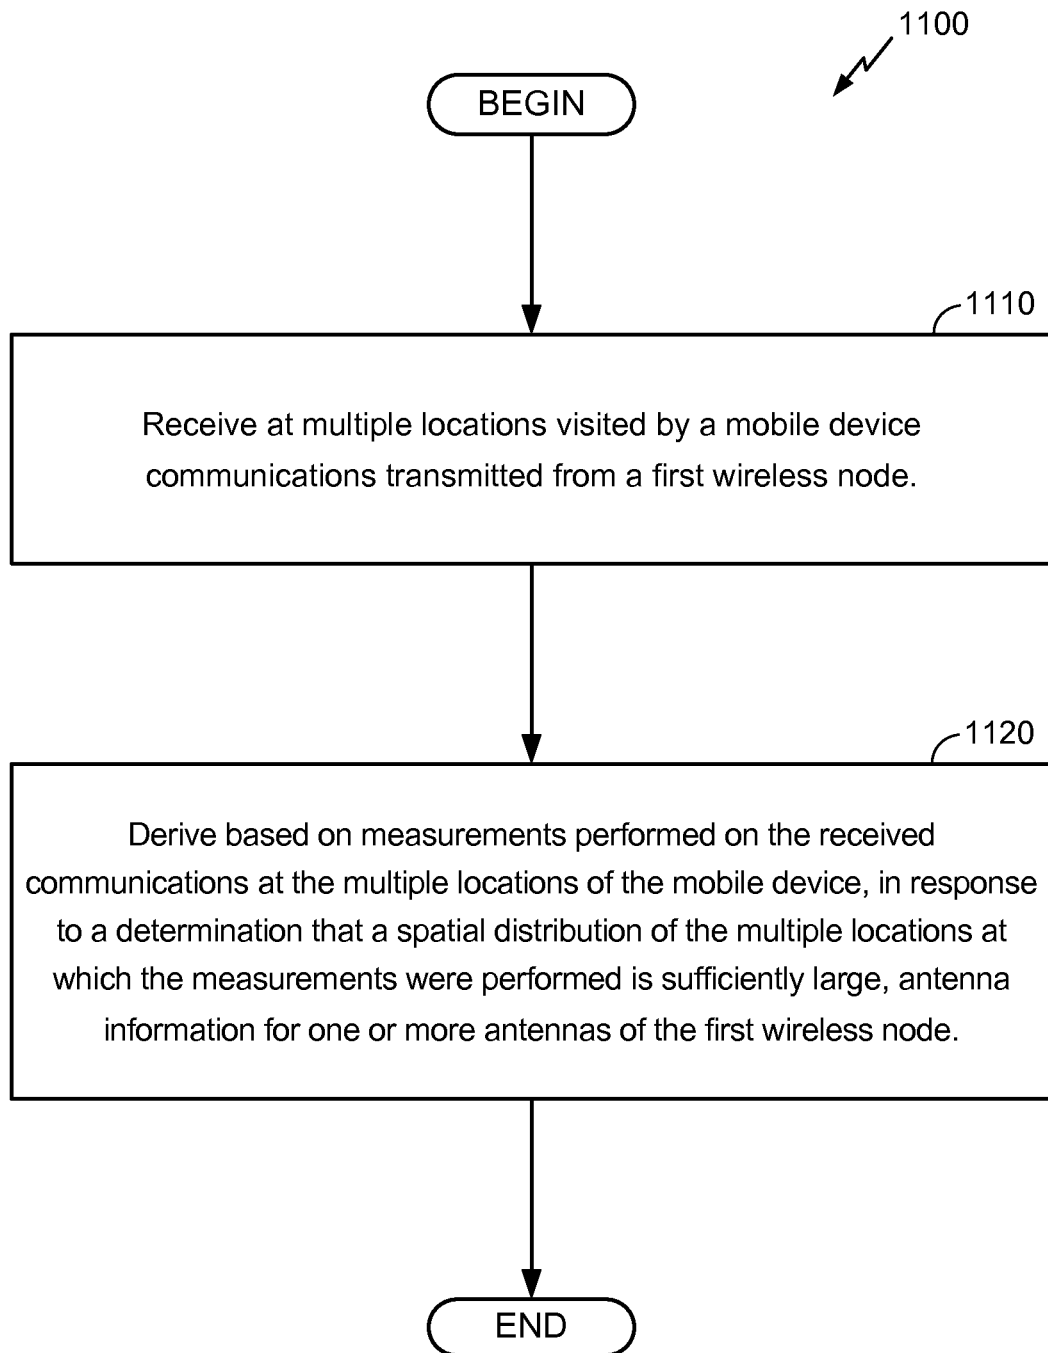 1100
BEGIN
1110
Receive at multiple locations visited by a mobile device
communications transmitted from a first wireless node.
1120
Derive based on measurements performed on the received
communications at the multiple locations of the mobile device, in response
to a determination that a spatial distribution of the multiple locations at
which the measurements were performed is sufficiently large, antenna
information for one or more antennas of the first wireless node.
END